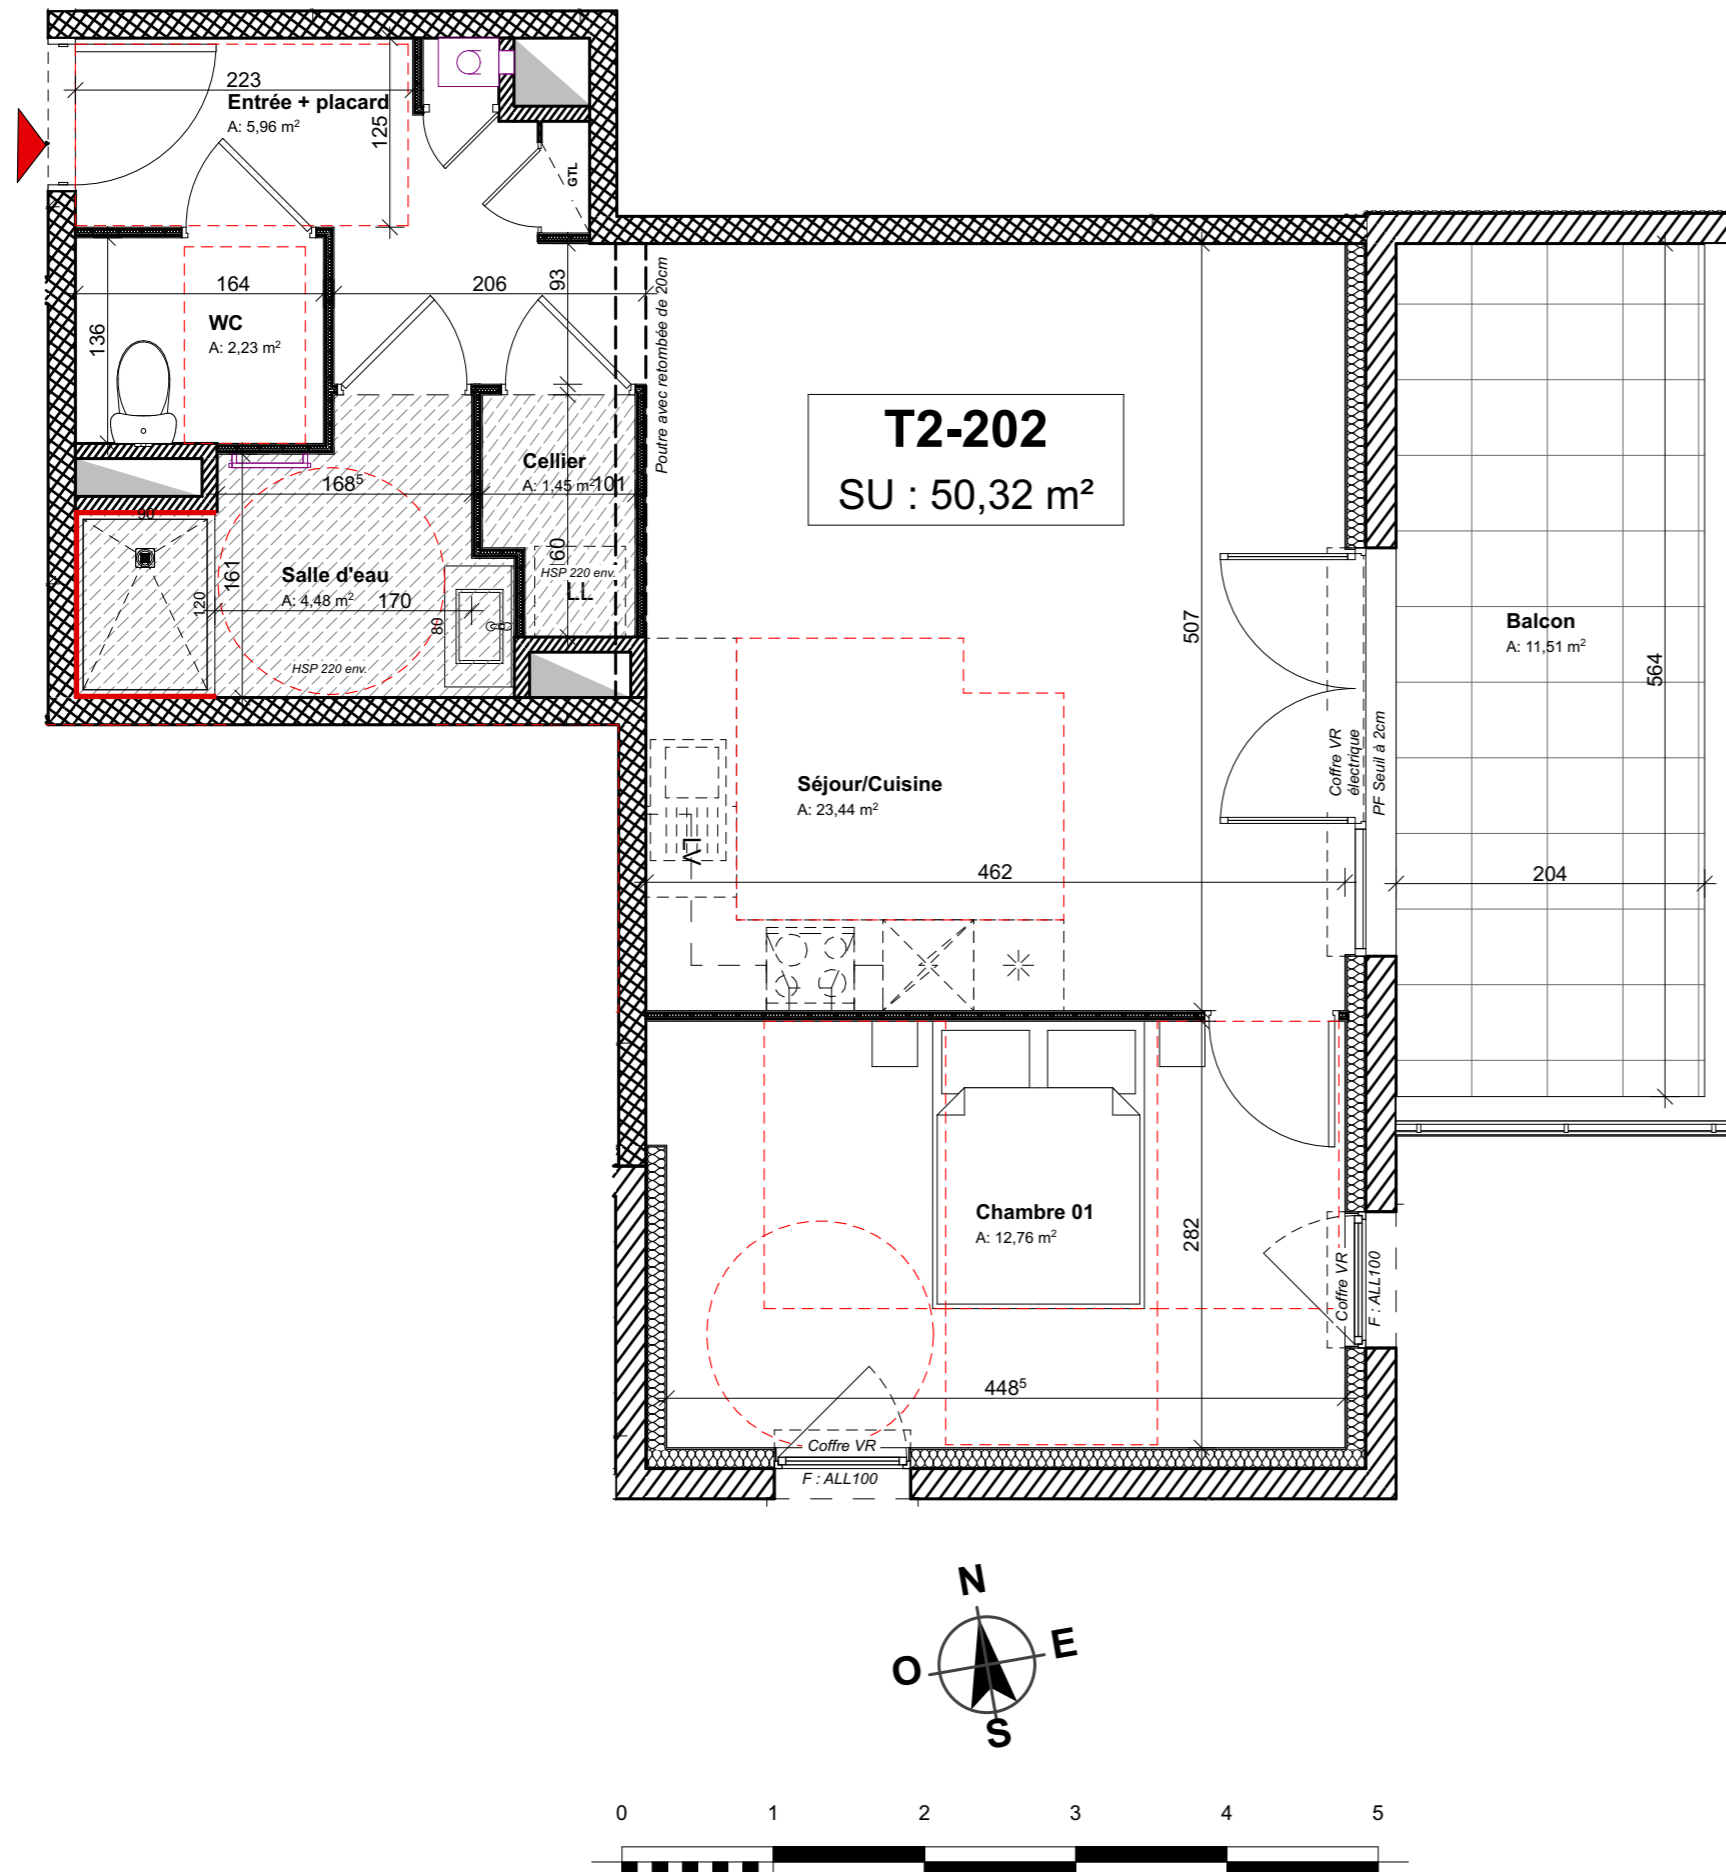 223
Entrée + placard
A: 5,96 m²
125
GTL
164
206
93
WC
A: 2,23 m²
136
Poutre avec retombée de 20cm
T2-202
SU : 50,32 m²
Cellier
A: 1,45 m²
101
168⁵
90
161
Salle d'eau
A: 4,48 m²
170
120
80
HSP 220 env.
60
HSP 220 env.
LL
507
Balcon
A: 11,51 m²
564
Coffre VR
électrique
PF Seuil à 2cm
Séjour/Cuisine
A: 23,44 m²
LV
462
204
Chambre 01
A: 12,76 m²
282
Coffre VR
F : ALL100
448⁵
Coffre VR
F : ALL100
N
E
O
S
0 1 2 3 4 5